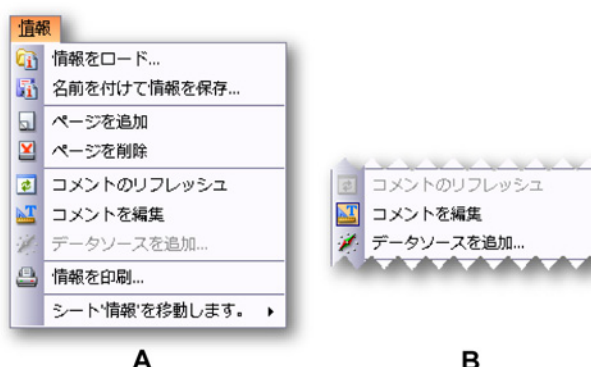 情報
情報をロード...
名前を付けて情報を保存...
ページを追加
ページを削除
コメントのリフレッシュ
コメントを編集
データソースを追加...
情報を印刷...
シート'情報'を移動します。
A
コメントのリフレッシュ
コメントを編集
データソースを追加...
B